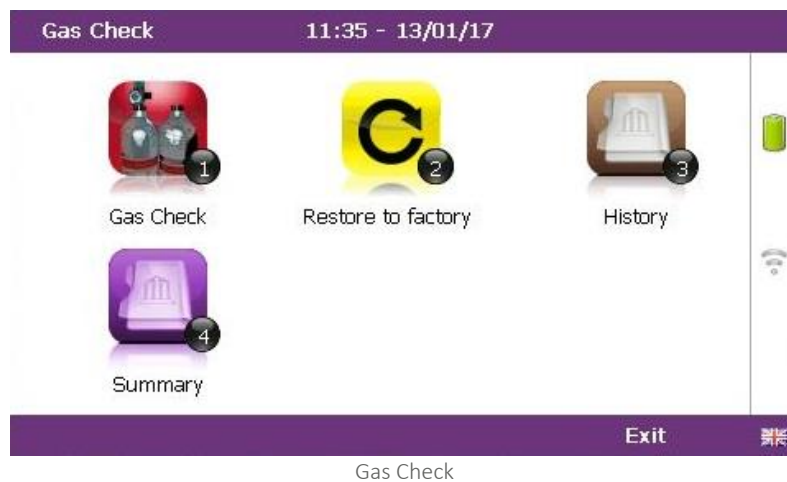 Gas Check 11:35 - 13/01/17
1 2 3
Gas Check Restore to factory History
4
Summary
Exit
Gas Check